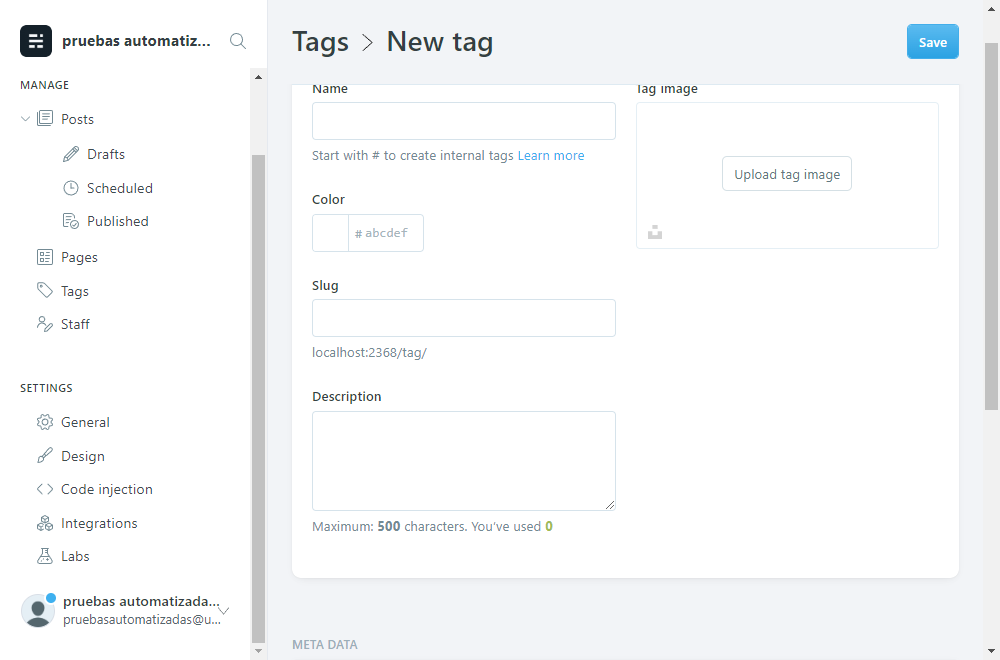 pruebas automatiz...
MANAGE
Posts
Drafts
Scheduled
Published
Pages
Tags
Staff
SETTINGS
General
Design
Code injection
Integrations
Labs
pruebas automatizada...
pruebasautomatizadas@u...
Tags > New tag
Save
Name
Start with # to create internal tags Learn more
Color
# abcdef
Slug
localhost:2368/tag/
Description
Maximum: 500 characters. You've used 0
Tag image
Upload tag image
META DATA